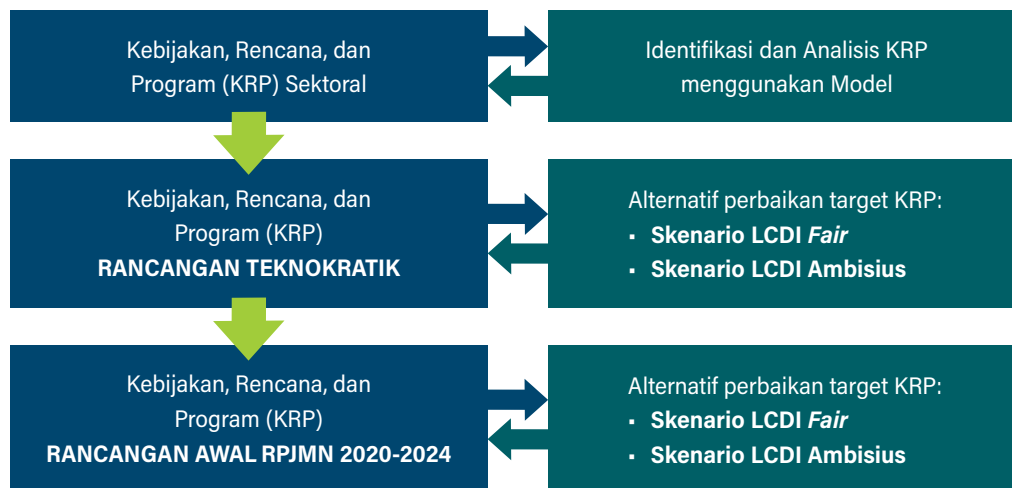 Kebijakan, Rencana, dan
Program (KRP) Sektoral
Identifikasi dan Analisis KRP
menggunakan Model
Kebijakan, Rencana, dan
Program (KRP)
RANCANGAN TEKNOKRATIK
Alternatif perbaikan target KRP:
▪ Skenario LCDI Fair
▪ Skenario LCDI Ambisius
Kebijakan, Rencana, dan
Program (KRP)
RANCANGAN AWAL RPJMN 2020-2024
Alternatif perbaikan target KRP:
▪ Skenario LCDI Fair
▪ Skenario LCDI Ambisius